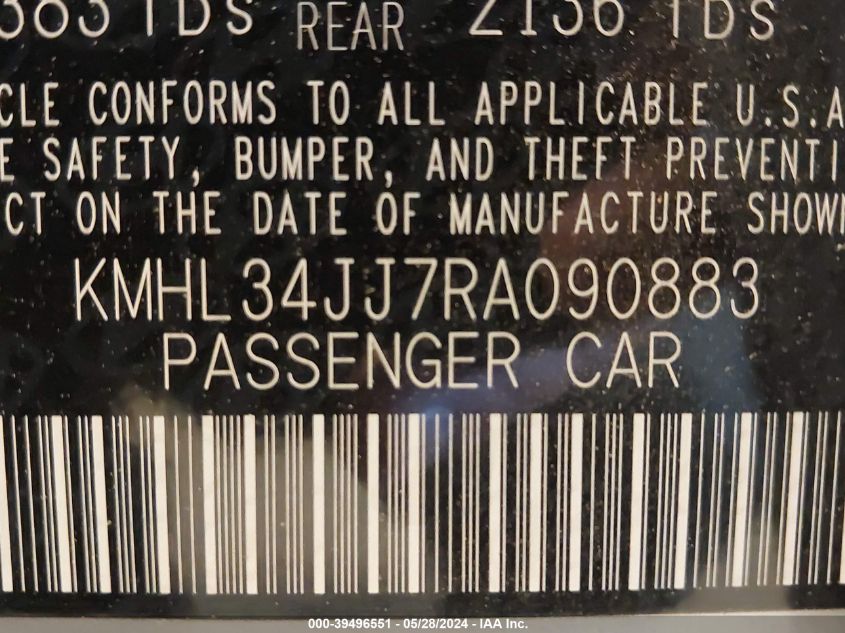 REAR
CLE CONFORMS TO ALL APPLICABLE U.S.A
E SAFETY, BUMPER, AND THEFT PREVENTI
CT ON THE DATE OF MANUFACTURE SHOWN
KMHL34JJ7RA090883
PASSENGER CAR
000-39496551 - 05/28/2024 - IAA Inc.